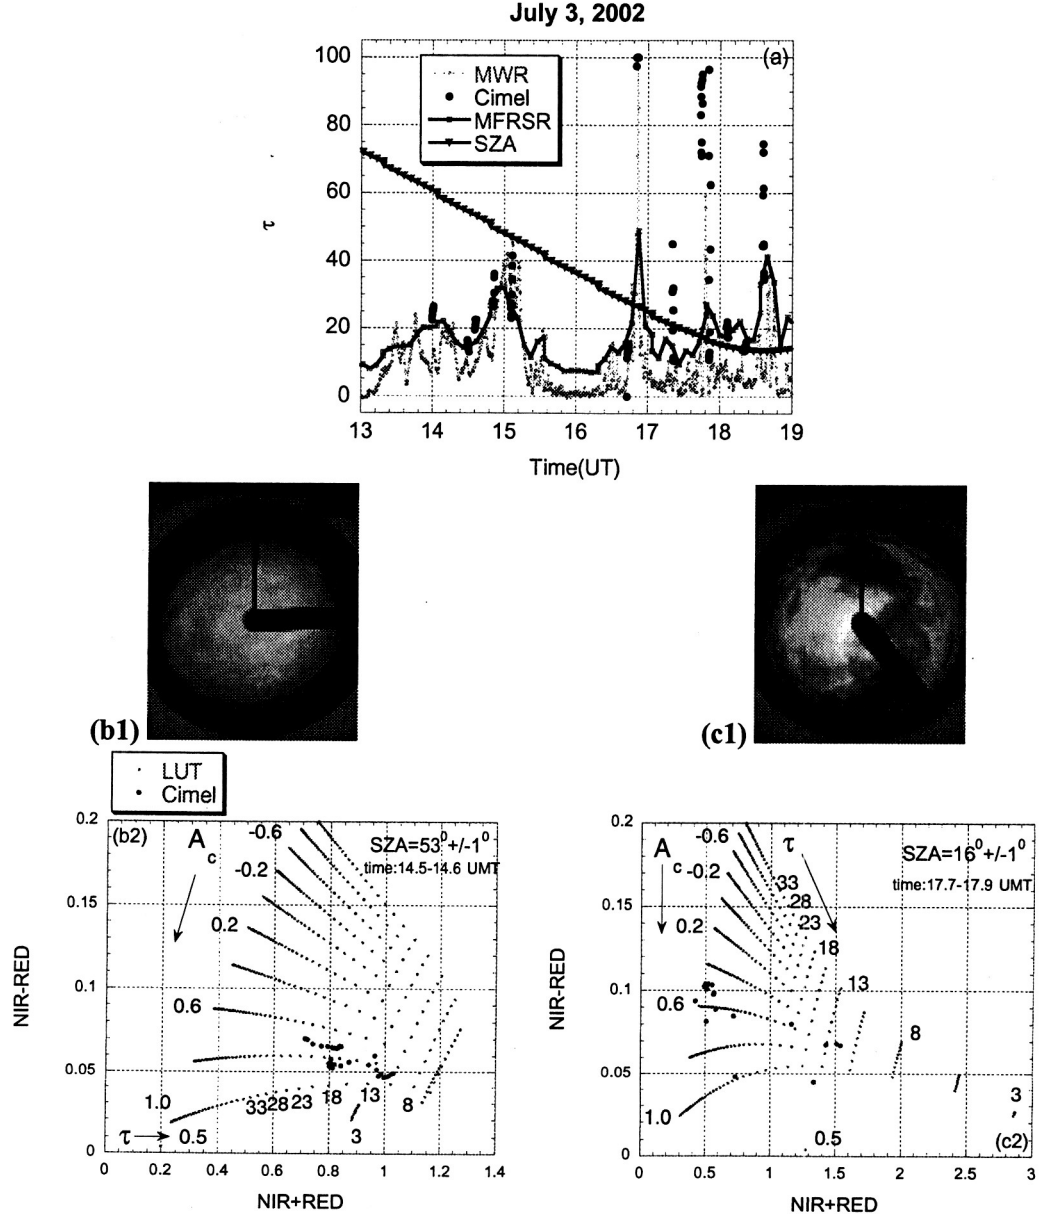 July 3, 2002
(a)
MWR
Cimel
MFRSR
SZA
100
80
60
40
20
0
τ
13 14 15 16 17 18 19
Time(UT)
(b1)
(c1)
LUT
Cimel
(b2)
SZA=53⁰+/-1⁰
time:14.5-14.6 UMT
A c
-0.6
-0.2
0.2
0.6
1.0
33 28 23 18 13 8
τ 0.5 3
0.2
0.15
0.1
0.05
0
NIR-RED
0 0.2 0.4 0.6 0.8 1 1.2 1.4
NIR+RED
SZA=16⁰+/-1⁰
time:17.7-17.9 UMT
A c
τ
-0.6
-0.2
0.2
0.6
1.0
33
28
23
18
13
8
3
0.5
(c2)
0.2
0.15
0.1
0.05
0
NIR-RED
0 0.5 1 1.5 2 2.5 3
NIR+RED